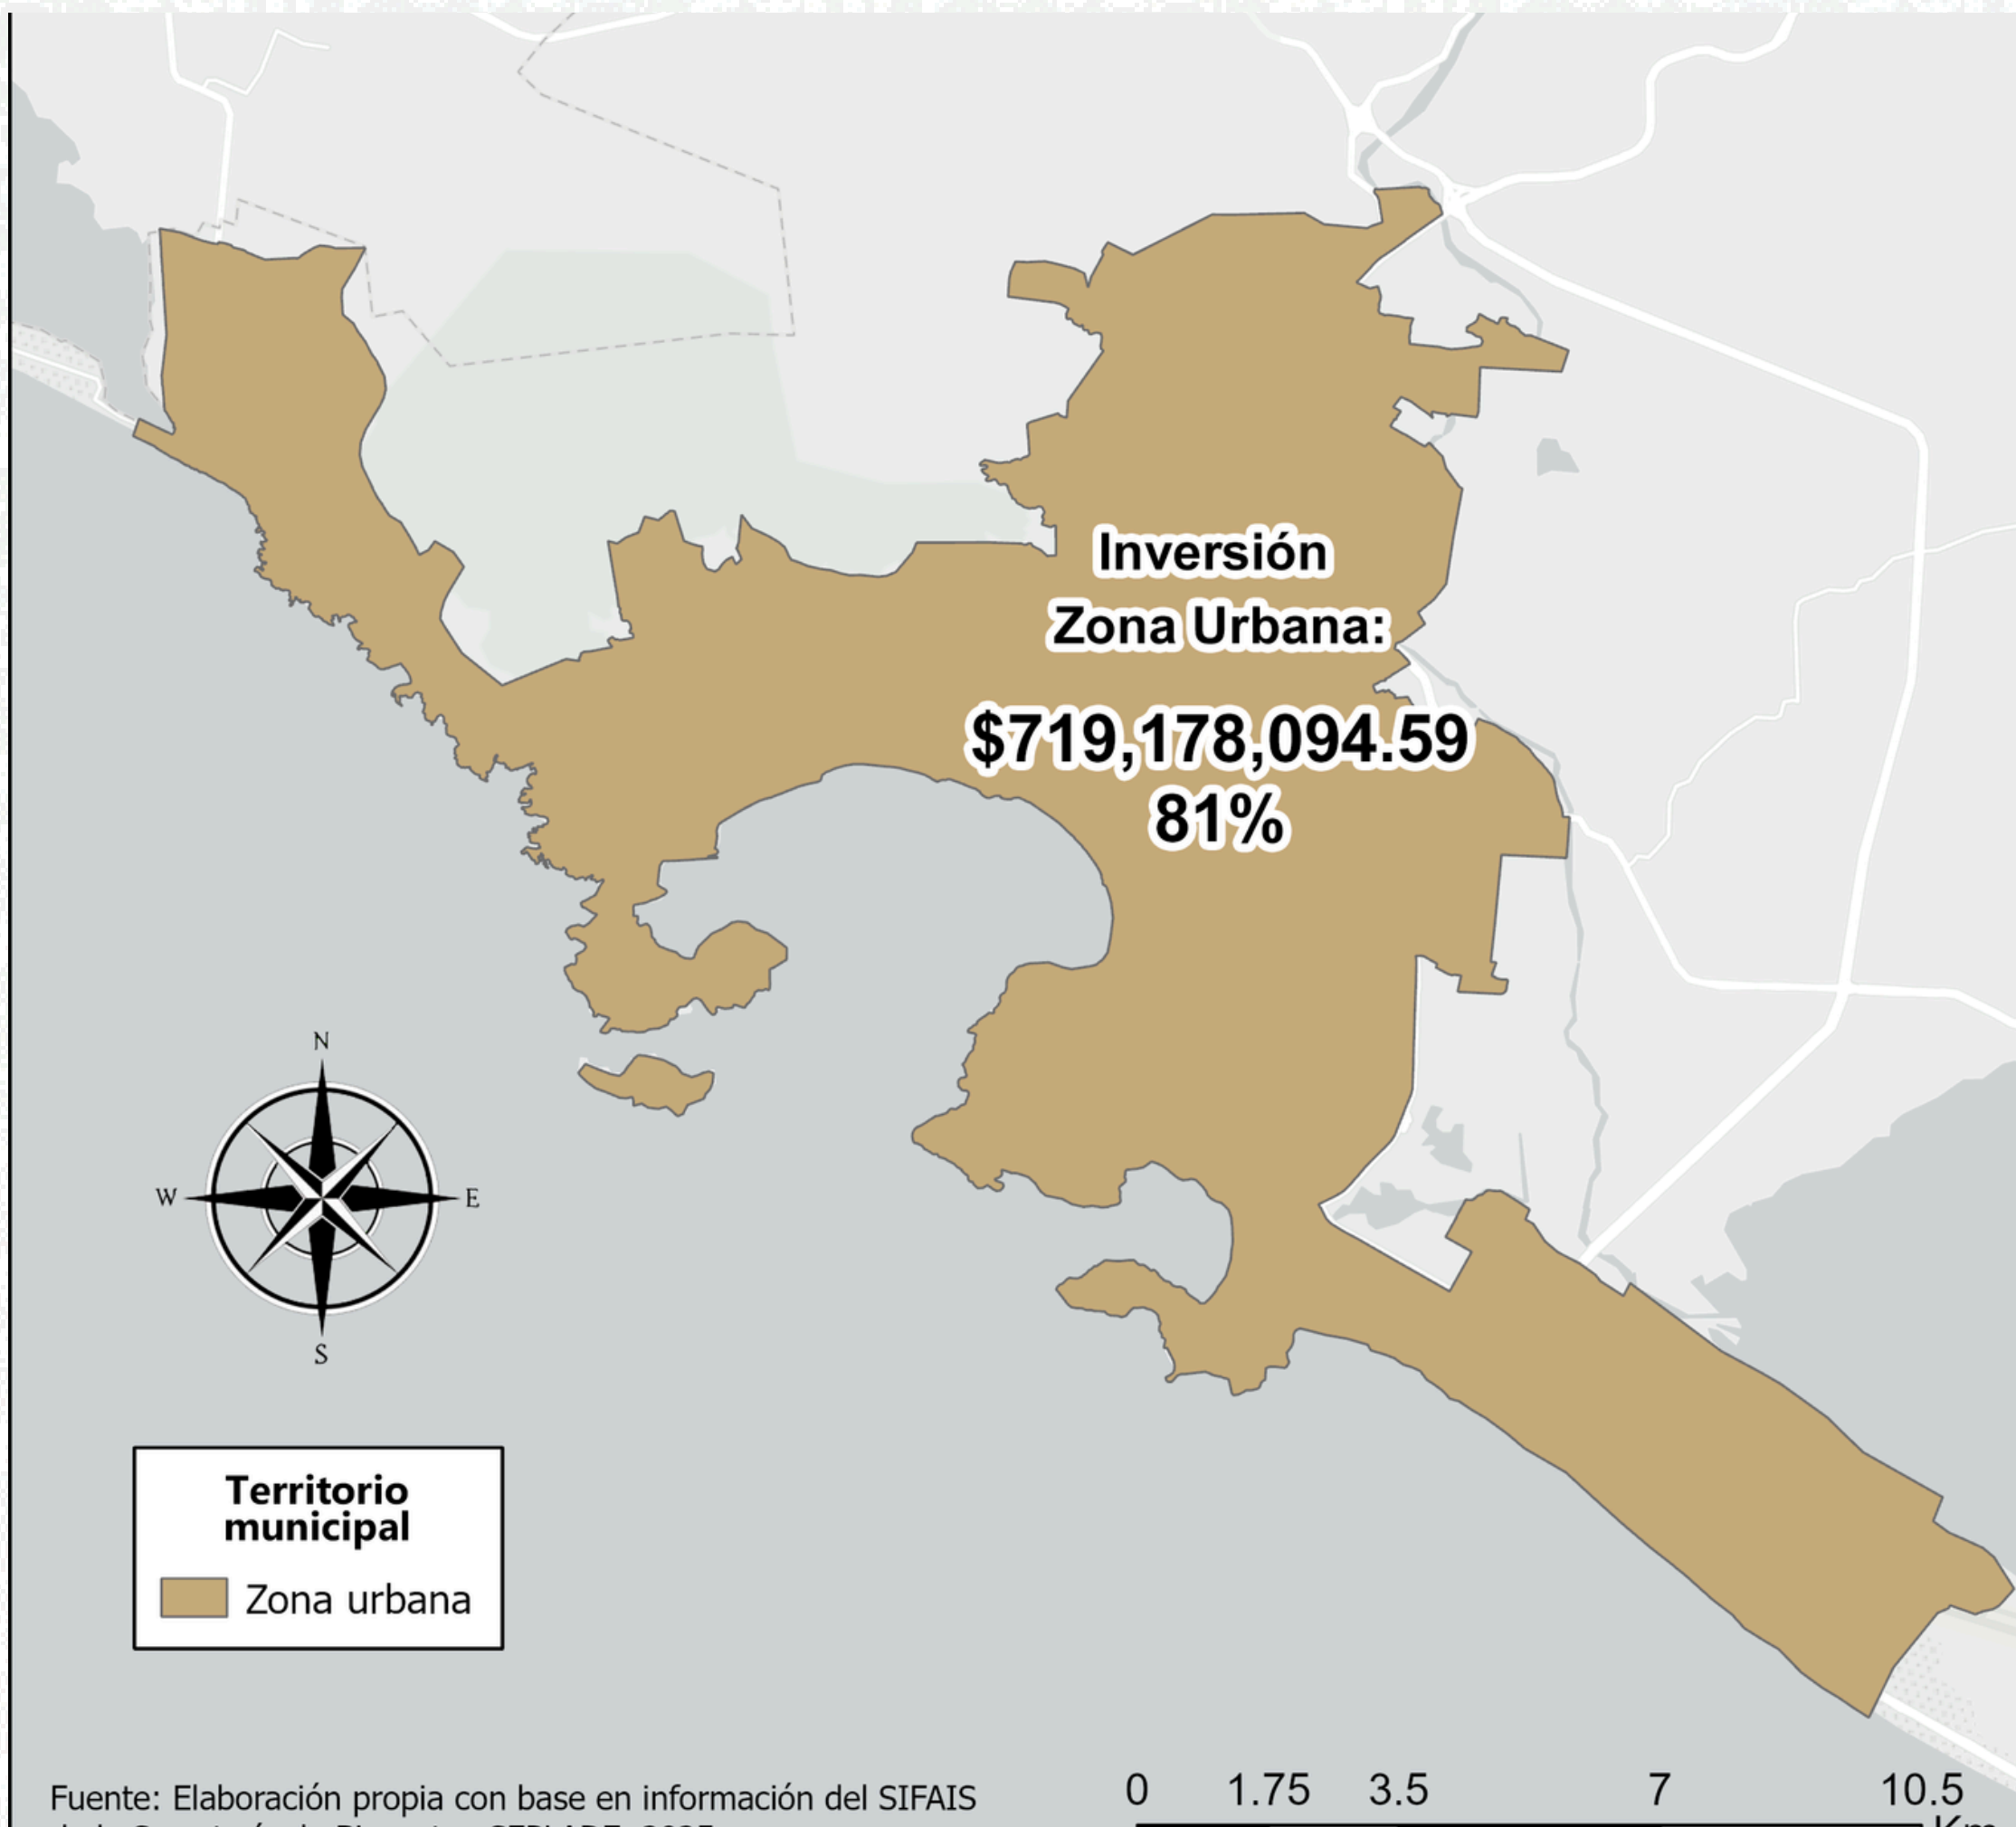 Inversión
Zona Urbana:
$719,178,094.59
81%
N
W
E
S
Territorio
municipal
Zona urbana
Fuente: Elaboración propia con base en información del SIFAIS
0 1.75 3.5 7 10.5
Km